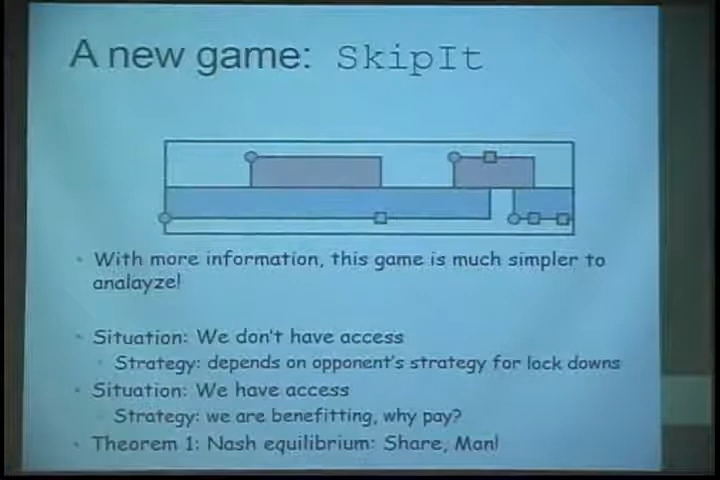 A new game: SkipIt
With more information, this game is much simpler to
analayze!
Situation: We don't have access
Strategy: depends on opponent's strategy for lock downs
Situation: We have access
Strategy: we are benefitting, why pay?
Theorem 1: Nash equilibrium: Share, Man!